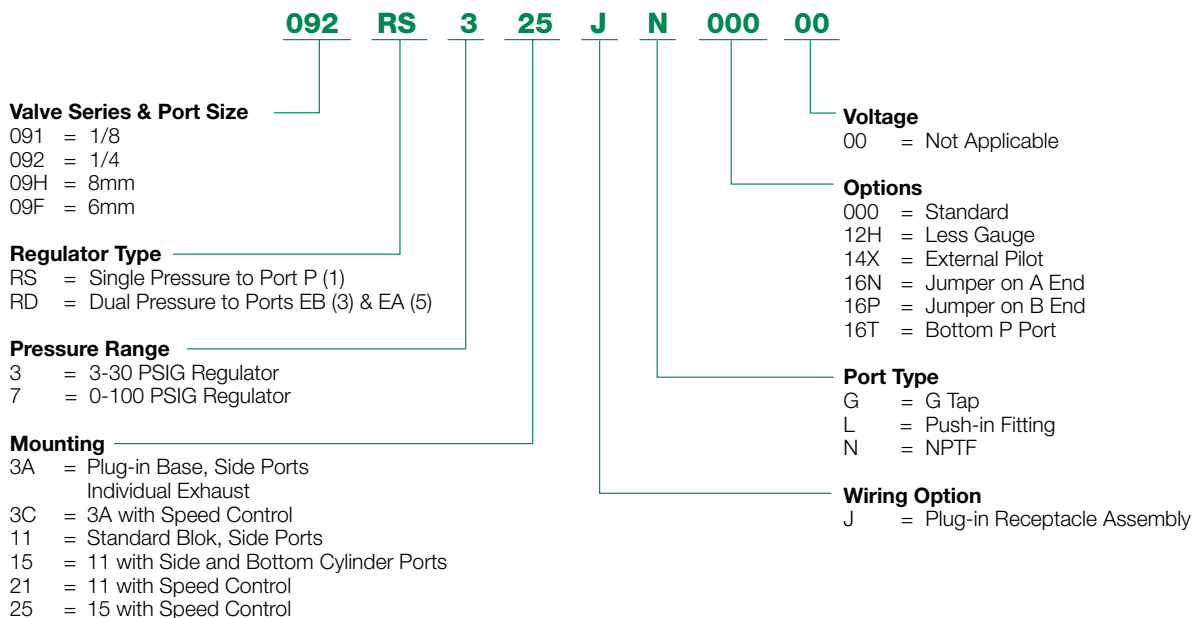 092 RS 3 25 J N 000 00
Valve Series & Port Size
091 = 1/8
092 = 1/4
09H = 8mm
09F = 6mm
Regulator Type
RS = Single Pressure to Port P (1)
RD = Dual Pressure to Ports EB (3) & EA (5)
Pressure Range
3 = 3-30 PSIG Regulator
7 = 0-100 PSIG Regulator
Mounting
3A = Plug-in Base, Side Ports
Individual Exhaust
3C = 3A with Speed Control
11 = Standard Blok, Side Ports
15 = 11 with Side and Bottom Cylinder Ports
21 = 11 with Speed Control
25 = 15 with Speed Control
Voltage
00 = Not Applicable
Options
000 = Standard
12H = Less Gauge
14X = External Pilot
16N = Jumper on A End
16P = Jumper on B End
16T = Bottom P Port
Port Type
G = G Tap
L = Push-in Fitting
N = NPTF
Wiring Option
J = Plug-in Receptacle Assembly